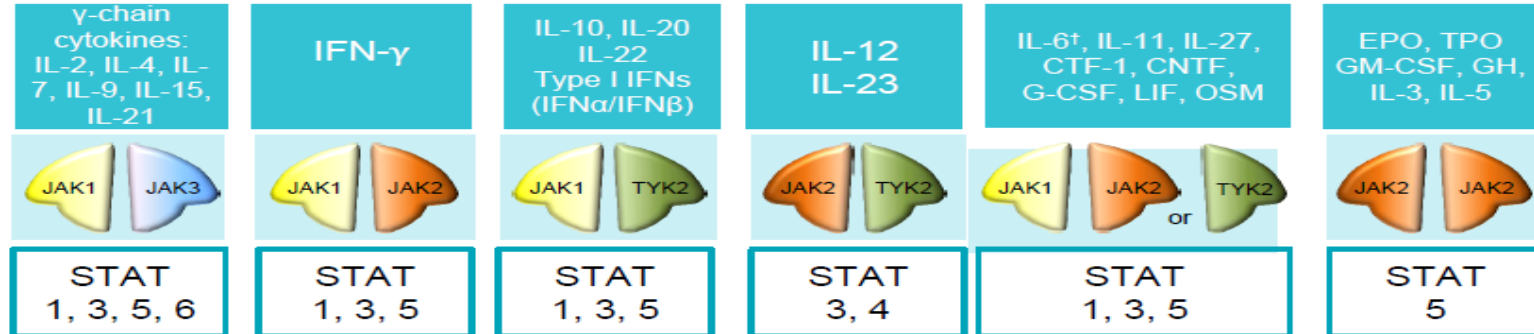 γ-chain
cytokines:
IL-2, IL-4, IL-
7, IL-9, IL-15,
IL-21
IFN-γ
IL-10, IL-20
IL-22
Type I IFNs
(IFNα/IFNβ)
IL-12
IL-23
IL-6†, IL-11, IL-27,
CTF-1, CNTF,
G-CSF, LIF, OSM
EPO, TPO
GM-CSF, GH,
IL-3, IL-5
JAK1 JAK3
JAK1 JAK2
JAK1 TYK2
JAK2 TYK2
JAK1 JAK2 or TYK2
JAK2 JAK2
STAT
1, 3, 5, 6
STAT
1, 3, 5
STAT
1, 3, 5
STAT
3, 4
STAT
1, 3, 5
STAT
5